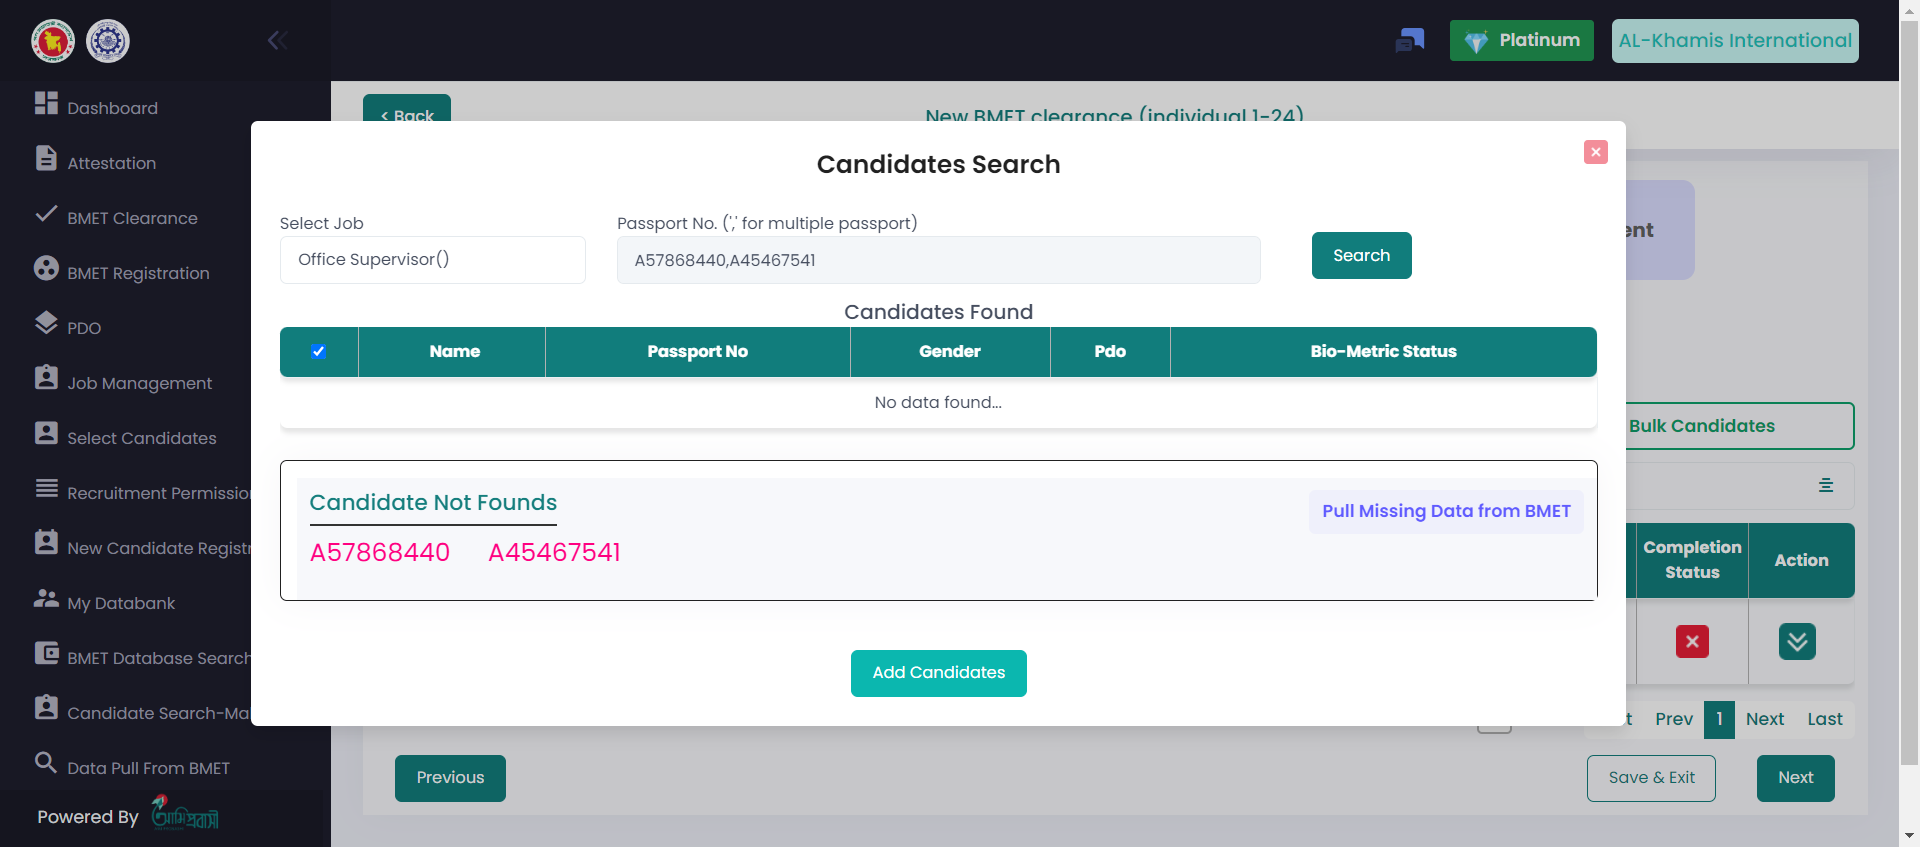 Platinum
AL-Khamis International
Dashboard
Attestation
BMET Clearance
BMET Registration
PDO
Job Management
Select Candidates
Recruitment Permission
New Candidate Registr
My Databank
BMET Database Search
Candidate Search-Ma
Data Pull From BMET
Powered By আমি প্রবাসী
< Back
New BMET clearance (individual 1-24)
Candidates Search
Select Job
Office Supervisor()
Passport No. (',' for multiple passport)
A57868440,A45467541
Search
Candidates Found
Name Passport No Gender Pdo Bio-Metric Status
No data found...
Candidate Not Founds
Pull Missing Data from BMET
A57868440 A45467541
Add Candidates
ent
Bulk Candidates
Completion
Status
Action
t Prev 1 Next Last
Previous
Save & Exit
Next